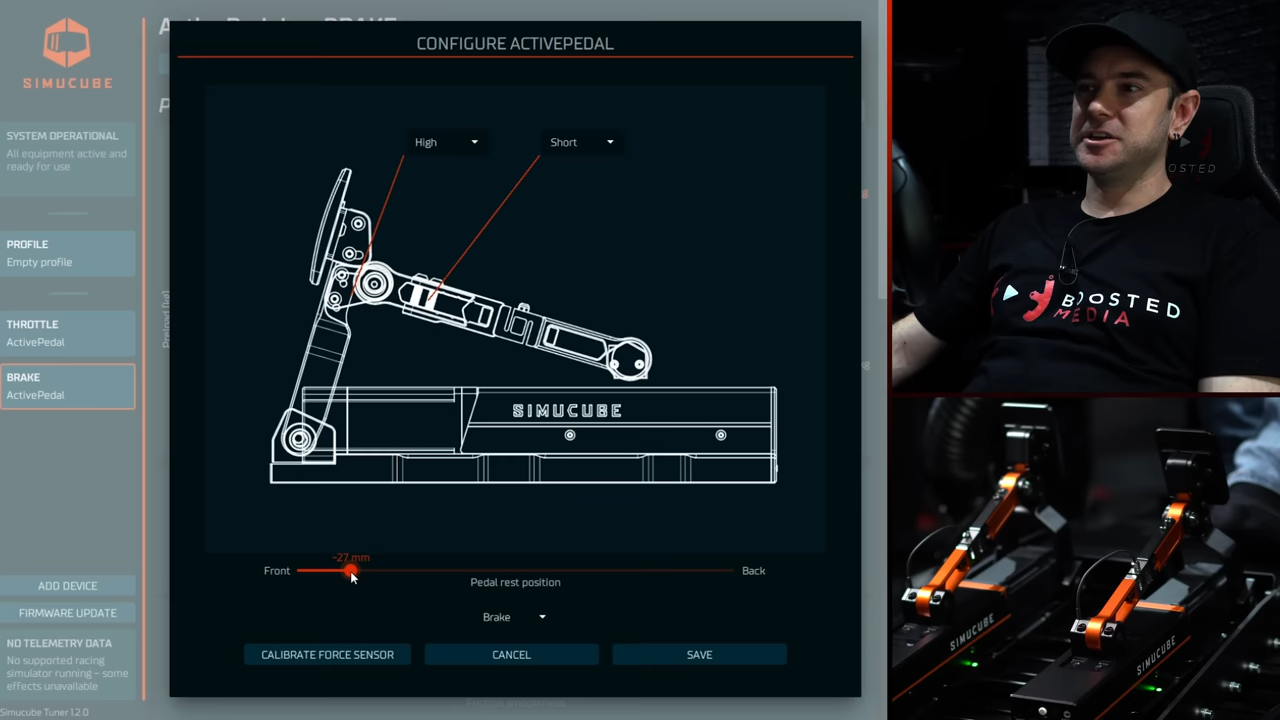 SIMUCUBE
SYSTEM OPERATIONAL
All equipment active and
ready for use
PROFILE
Empty profile
THROTTLE
ActivePedal
BRAKE
ActivePedal
ADD DEVICE
FIRMWARE UPDATE
NO TELEMETRY DATA
No supported racing
simulator running - some
effects unavailable
Simucube Tuner 1.2.0
CONFIGURE ACTIVEPEDAL
High
Short
SIMUCUBE
-27 mm
Front
Back
Pedal rest position
Brake
CALIBRATE FORCE SENSOR
CANCEL
SAVE
Preload [kg]
OSTED
BOOSTED
MEDIA
SIMUCUBE
SIMUCUBE